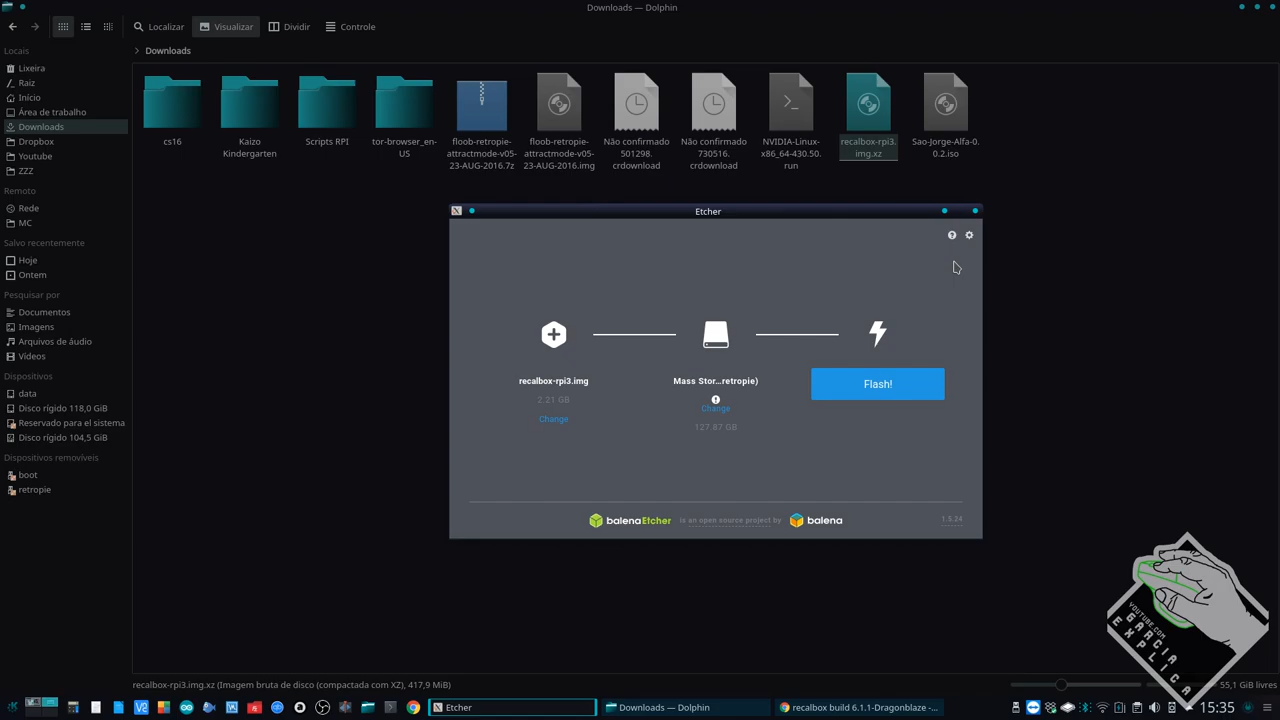 Downloads — Dolphin
Localizar
Visualizar
Dividir
Controle
Locais
Lixeira
Raiz
Início
Área de trabalho
Downloads
Dropbox
Youtube
ZZZ
Remoto
Rede
MC
Salvo recentemente
Hoje
Ontem
Pesquisar por
Documentos
Imagens
Arquivos de áudio
Vídeos
Dispositivos
data
Disco rígido 118,0 GiB
Reservado para el sistema
Disco rígido 104,5 GiB
Dispositivos removíveis
boot
retropie
Downloads
cs16
Kaizo
Kindergarten
Scripts RPI
tor-browser_en-
US
floob-retropie-
attractmode-v05-
23-AUG-2016.7z
floob-retropie-
attractmode-v05-
23-AUG-2016.img
Não confirmado
501298.
crdownload
Não confirmado
730516.
crdownload
NVIDIA-Linux-
x86_64-430.50.
run
recalbox-rpi3.
img.xz
Sao-Jorge-Alfa-0.
0.2.iso
Etcher
recalbox-rpi3.img
2.21 GB
Change
Mass Stor...retropie)
Change
127.87 GB
Flash!
balenaEtcher
is an open source project by
balena
1.5.24
YOUTUBE.COM
GARCIA
EXPLICA
recalbox-rpi3.img.xz (Imagem bruta de disco (compactada com XZ), 417,9 MiB)
55,1 GiB livres
Etcher
Downloads — Dolphin
recalbox build 6.1.1-Dragonblaze -...
15:35